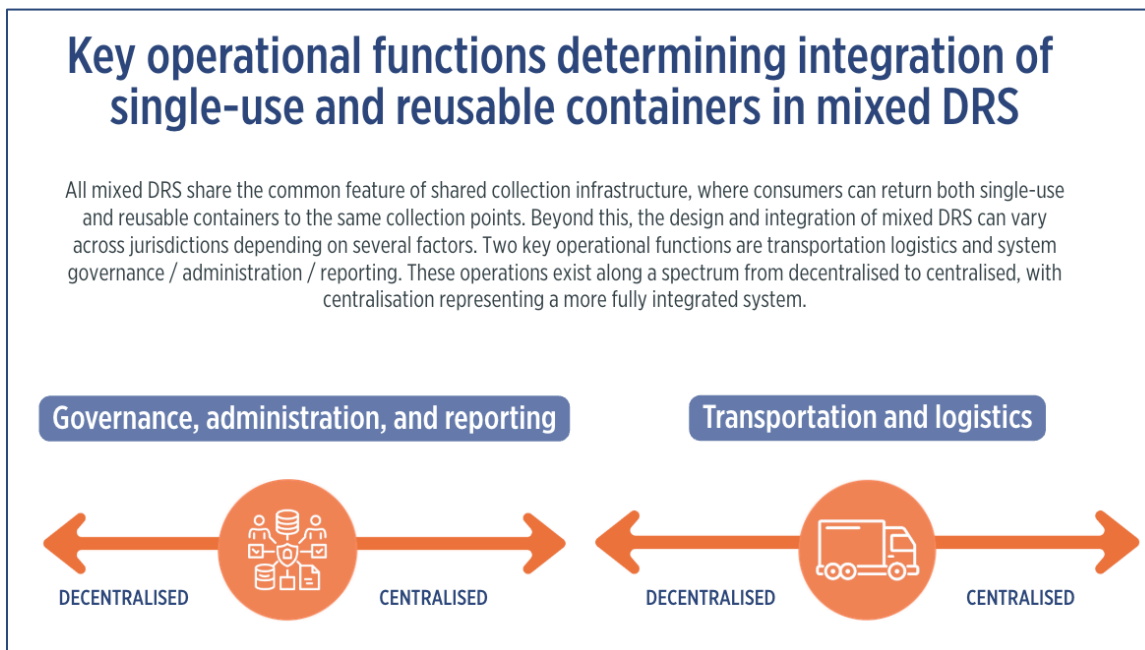 Key operational functions determining integration of
single-use and reusable containers in mixed DRS
All mixed DRS share the common feature of shared collection infrastructure, where consumers can return both single-use
and reusable containers to the same collection points. Beyond this, the design and integration of mixed DRS can vary
across jurisdictions depending on several factors. Two key operational functions are transportation logistics and system
governance / administration / reporting. These operations exist along a spectrum from decentralised to centralised, with
centralisation representing a more fully integrated system.
Governance, administration, and reporting
DECENTRALISED
CENTRALISED
Transportation and logistics
DECENTRALISED
CENTRALISED